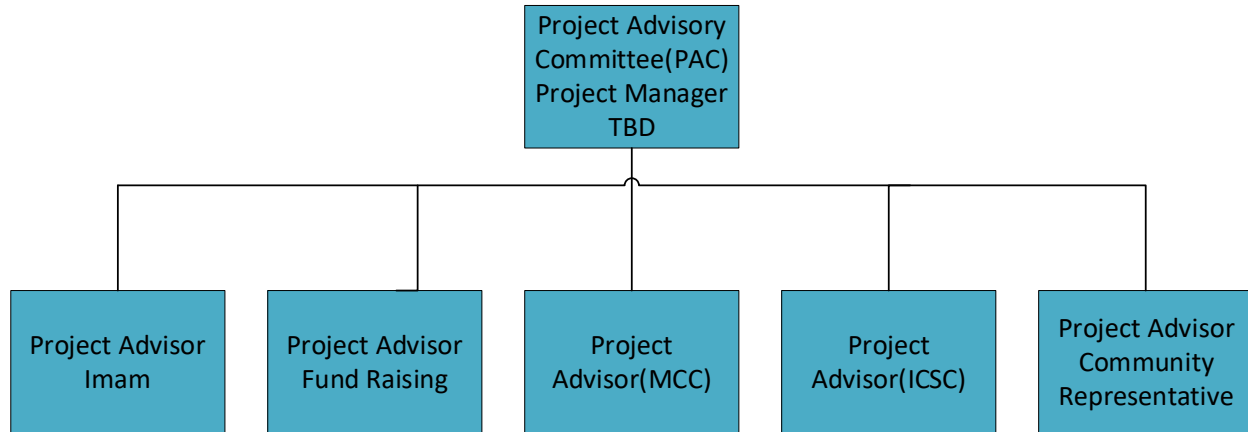 Project Advisory
Committee(PAC)
Project Manager
TBD
Project Advisor
Imam
Project Advisor
Fund Raising
Project
Advisor(MCC)
Project
Advisor(ICSC)
Project Advisor
Community
Representative